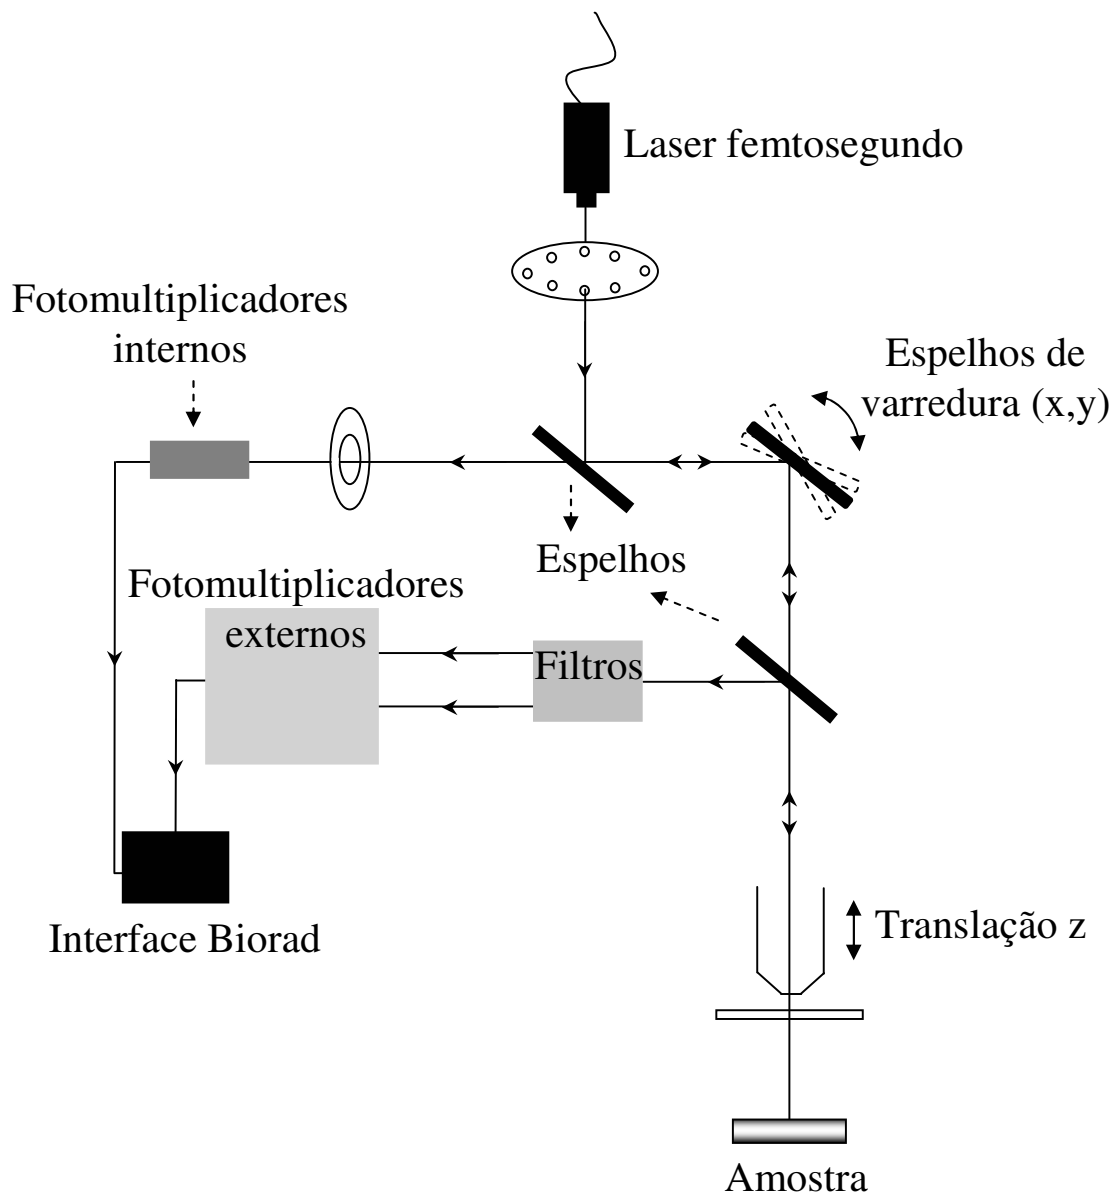 Laser femtosegundo
Fotomultiplicadores
internos
Espelhos de
varredura (x,y)
Espelhos
Fotomultiplicadores
externos
Filtros
Interface Biorad
Translação z
Amostra